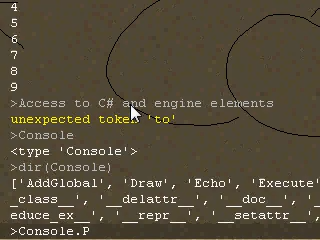 4
5
6
7
8
9
>Access to C# and engine elements
unexpected token 'to'
>Console
<type 'Console'>
>dir(Console)
['AddGlobal', 'Draw', 'Echo', 'Execute'
_class__', '__delattr__', '__doc__', '_
educe_ex__', '__repr__', '__setattr__',
>Console.P